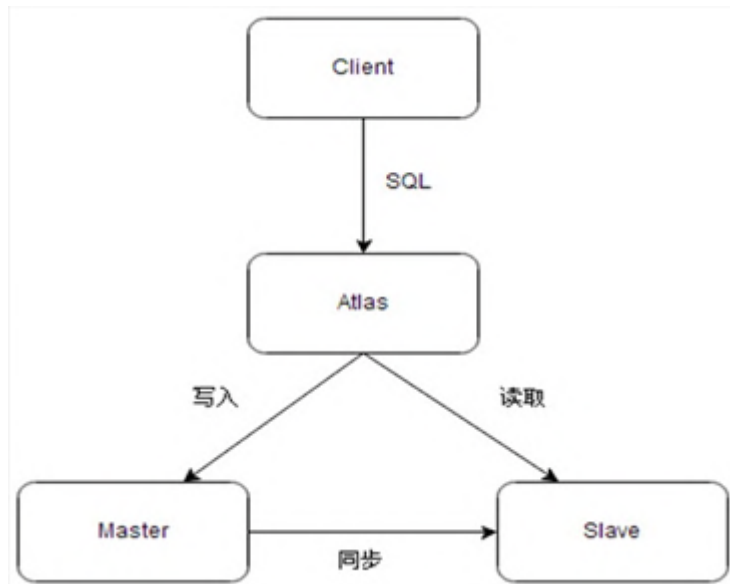 Client
SQL
Atlas
写入
读取
Master
Slave
同步